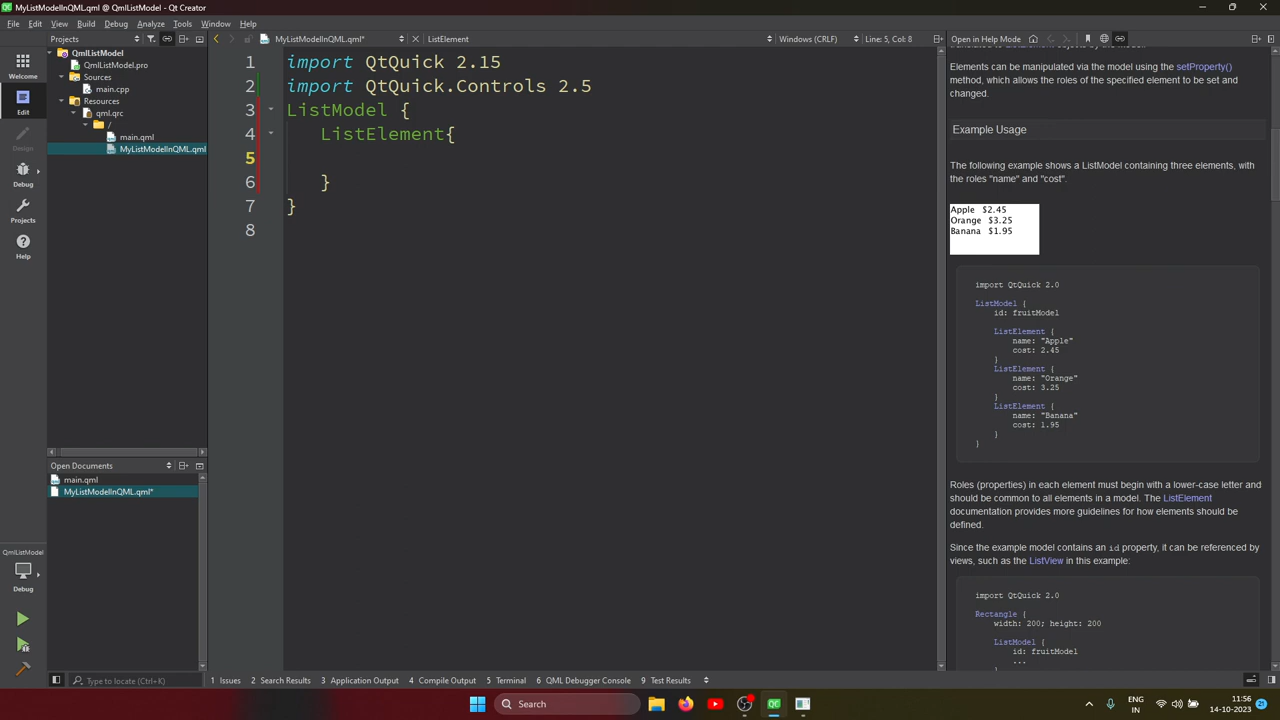 MyListModelInQML.qml @ QmlListModel - Qt Creator
File Edit View Build Debug Analyze Tools Window Help
Projects
MyListModelInQML.qml*
ListElement
Windows (CRLF)
Line: 5, Col: 8
Open in Help Mode
Welcome
Edit
Design
Debug
Projects
Help
QmlListModel
QmlListModel.pro
Sources
main.cpp
Resources
qml.qrc
/
main.qml
MyListModelInQML.qml
Open Documents
main.qml
MyListModelInQML.qml*
QmlListModel
Debug
1 import QtQuick 2.15
2 import QtQuick.Controls 2.5
3 ListModel {
4 ListElement{
5
6 }
7 }
8
Elements can be manipulated via the model using the setProperty()
method, which allows the roles of the specified element to be set and
changed.
Example Usage
The following example shows a ListModel containing three elements, with
the roles "name" and "cost".
Apple $2.45
Orange $3.25
Banana $1.95
import QtQuick 2.0
ListModel {
id: fruitModel
ListElement {
name: "Apple"
cost: 2.45
}
ListElement {
name: "Orange"
cost: 3.25
}
ListElement {
name: "Banana"
cost: 1.95
}
}
Roles (properties) in each element must begin with a lower-case letter and
should be common to all elements in a model. The ListElement
documentation provides more guidelines for how elements should be
defined.
Since the example model contains an id property, it can be referenced by
views, such as the ListView in this example:
import QtQuick 2.0
Rectangle {
width: 200; height: 200
ListModel {
id: fruitModel
...
Type to locate (Ctrl+K)
1 Issues 2 Search Results 3 Application Output 4 Compile Output 5 Terminal 6 QML Debugger Console 9 Test Results
Search
QC
ENG
IN
11:56
14-10-2023
21